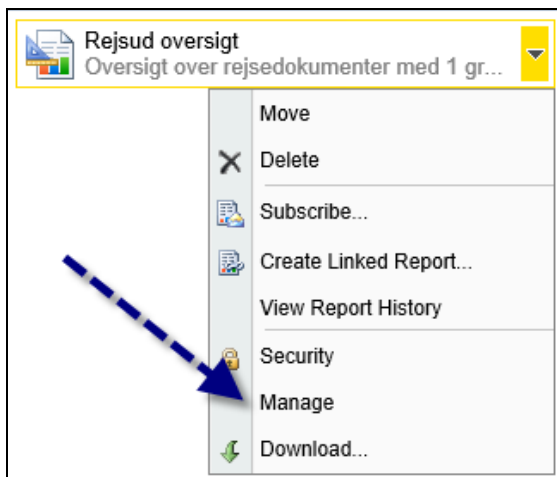 Rejsud oversigt
Oversigt over rejsedokumenter med 1 gr...
Move
Delete
Subscribe...
Create Linked Report...
View Report History
Security
Manage
Download...